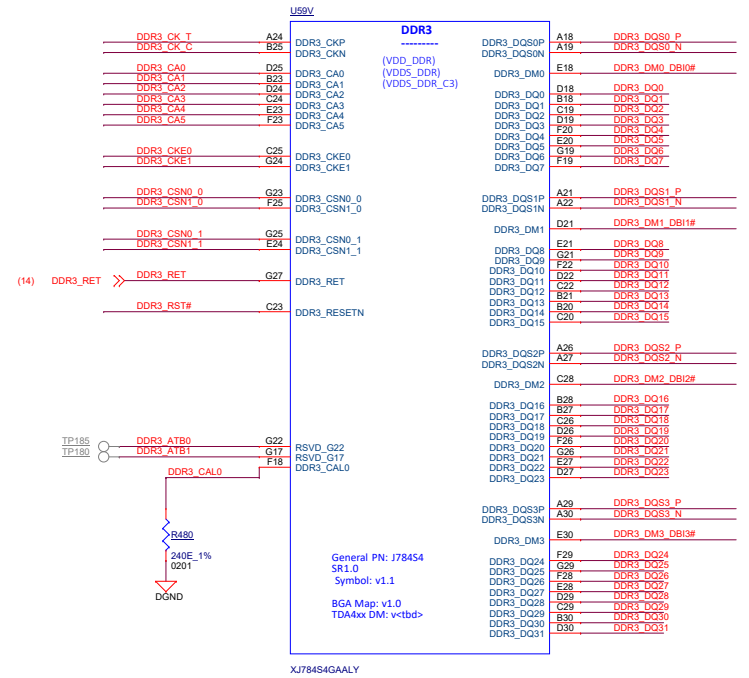 U59V
DDR3
---------
(VDD_DDR)
(VDDS_DDR)
(VDDS_DDR_C3)
DDR3_CK_T A24 DDR3_CKP
DDR3_CK_C B25 DDR3_CKN
DDR3_CA0 D25 DDR3_CA0
DDR3_CA1 B23 DDR3_CA1
DDR3_CA2 D24 DDR3_CA2
DDR3_CA3 C24 DDR3_CA3
DDR3_CA4 E23 DDR3_CA4
DDR3_CA5 F23 DDR3_CA5
DDR3_CKE0 C25 DDR3_CKE0
DDR3_CKE1 G24 DDR3_CKE1
DDR3_CSN0_0 G23 DDR3_CSN0_0
DDR3_CSN1_0 F25 DDR3_CSN1_0
DDR3_CSN0_1 G25 DDR3_CSN0_1
DDR3_CSN1_1 E24 DDR3_CSN1_1
(14) DDR3_RET DDR3_RET G27 DDR3_RET
DDR3_RST# C23 DDR3_RESETN
TP185 DDR3_ATB0 G22 RSVD_G22
TP180 DDR3_ATB1 G17 RSVD_G17
DDR3_CAL0 F18 DDR3_CAL0
R480
240E_1%
0201
DGND
DDR3_DQS0P A18 DDR3_DQS0_P
DDR3_DQS0N A19 DDR3_DQS0_N
DDR3_DM0 E18 DDR3_DM0_DBI0#
DDR3_DQ0 D18 DDR3_DQ0
DDR3_DQ1 B18 DDR3_DQ1
DDR3_DQ2 C19 DDR3_DQ2
DDR3_DQ3 D19 DDR3_DQ3
DDR3_DQ4 F20 DDR3_DQ4
DDR3_DQ5 E20 DDR3_DQ5
DDR3_DQ6 G19 DDR3_DQ6
DDR3_DQ7 F19 DDR3_DQ7
DDR3_DQS1P A21 DDR3_DQS1_P
DDR3_DQS1N A22 DDR3_DQS1_N
DDR3_DM1 D21 DDR3_DM1_DBI1#
DDR3_DQ8 E21 DDR3_DQ8
DDR3_DQ9 G21 DDR3_DQ9
DDR3_DQ10 F22 DDR3_DQ10
DDR3_DQ11 D22 DDR3_DQ11
DDR3_DQ12 C22 DDR3_DQ12
DDR3_DQ13 B21 DDR3_DQ13
DDR3_DQ14 B20 DDR3_DQ14
DDR3_DQ15 C20 DDR3_DQ15
DDR3_DQS2P A26 DDR3_DQS2_P
DDR3_DQS2N A27 DDR3_DQS2_N
DDR3_DM2 C28 DDR3_DM2_DBI2#
DDR3_DQ16 B28 DDR3_DQ16
DDR3_DQ17 B27 DDR3_DQ17
DDR3_DQ18 C26 DDR3_DQ18
DDR3_DQ19 D26 DDR3_DQ19
DDR3_DQ20 F26 DDR3_DQ20
DDR3_DQ21 G26 DDR3_DQ21
DDR3_DQ22 E27 DDR3_DQ22
DDR3_DQ23 D27 DDR3_DQ23
DDR3_DQS3P A29 DDR3_DQS3_P
DDR3_DQS3N A30 DDR3_DQS3_N
DDR3_DM3 E30 DDR3_DM3_DBI3#
DDR3_DQ24 F29 DDR3_DQ24
DDR3_DQ25 G29 DDR3_DQ25
DDR3_DQ26 F28 DDR3_DQ26
DDR3_DQ27 E28 DDR3_DQ27
DDR3_DQ28 D29 DDR3_DQ28
DDR3_DQ29 C29 DDR3_DQ29
DDR3_DQ30 B30 DDR3_DQ30
DDR3_DQ31 D30 DDR3_DQ31
General PN: J784S4
SR1.0
Symbol: v1.1
BGA Map: v1.0
TDA4xx DM: v<tbd>
XJ784S4GAALY